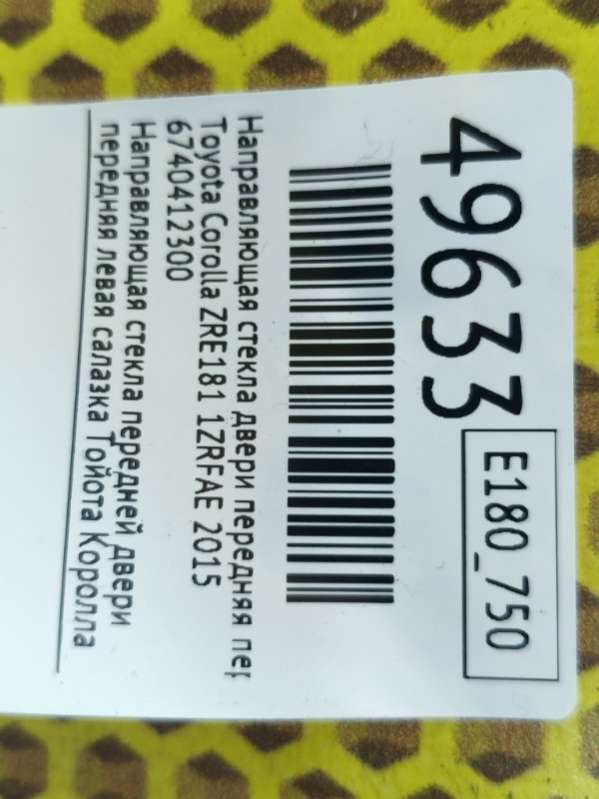 49633
E180_750
Направляющая стекла двери передняя пер
Toyota Corolla ZRE181 1ZRFAE 2015
6740412300
Направляющая стекла передней двери
передняя левая салазка Тойота Королла